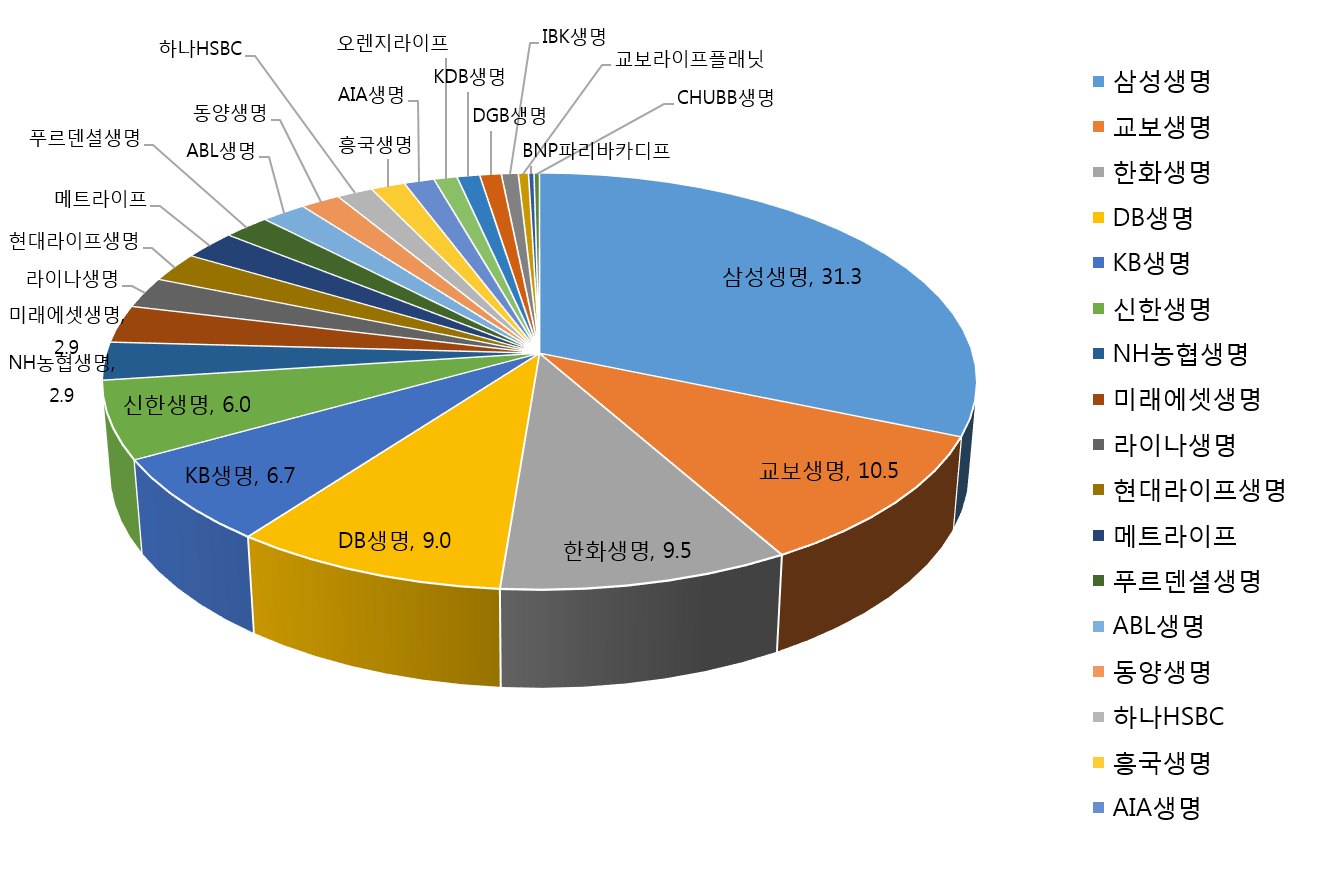 IBK생명
오렌지라이프
하나HSBC
교보라이프플래닛
KDB생명
AIA생명
CHUBB생명
동양생명
DGB생명
푸르덴셜생명
흥국생명
ABL생명
BNP파리바카디프
메트라이프
현대라이프생명
라이나생명
미래에셋생명,
2.9
NH농협생명,
2.9
삼성생명, 31.3
신한생명, 6.0
교보생명, 10.5
KB생명, 6.7
DB생명, 9.0
한화생명, 9.5
삼성생명
교보생명
한화생명
DB생명
KB생명
신한생명
NH농협생명
미래에셋생명
라이나생명
현대라이프생명
메트라이프
푸르덴셜생명
ABL생명
동양생명
하나HSBC
흥국생명
AIA생명